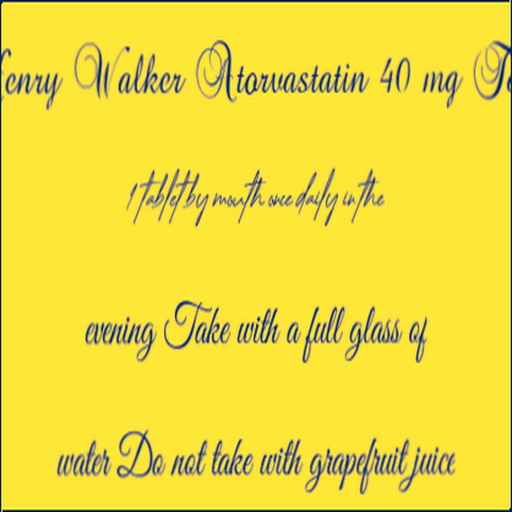 enry Walker Atorvastatin 40 mg T
1 tablet by mouth once daily in the
evening Take with a full glass of
water Do not take with grapefruit juice